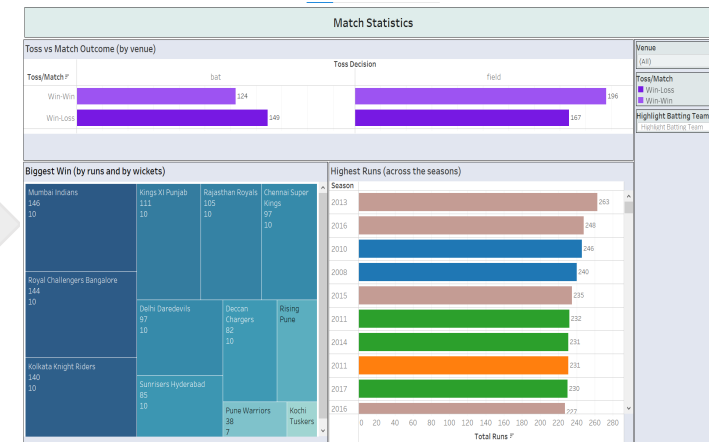 Match Statistics
Toss vs Match Outcome (by venue)
Toss Decision
Toss/Match
bat
field
Win-Win
124
196
Win-Loss
149
167
Venue
(All)
Toss/Match
Win-Loss
Win-Win
Highlight Batting Team
Highlight Batting Team
Biggest Win (by runs and by wickets)
Mumbai Indians
146
10
Kings XI Punjab
111
10
Rajasthan Royals
105
10
Chennai Super
Kings
97
10
Royal Challengers Bangalore
144
10
Delhi Daredevils
97
10
Deccan
Chargers
82
10
Rising
Pune
Kolkata Knight Riders
140
10
Sunrisers Hyderabad
85
10
Pune Warriors
38
7
Kochi
Tuskers
Highest Runs (across the seasons)
Season
2013
263
2016
248
2010
246
2008
240
2015
235
2011
232
2014
231
2011
231
2017
230
2016
227
0 20 40 60 80 100 120 140 160 180 200 220 240 260 280
Total Runs